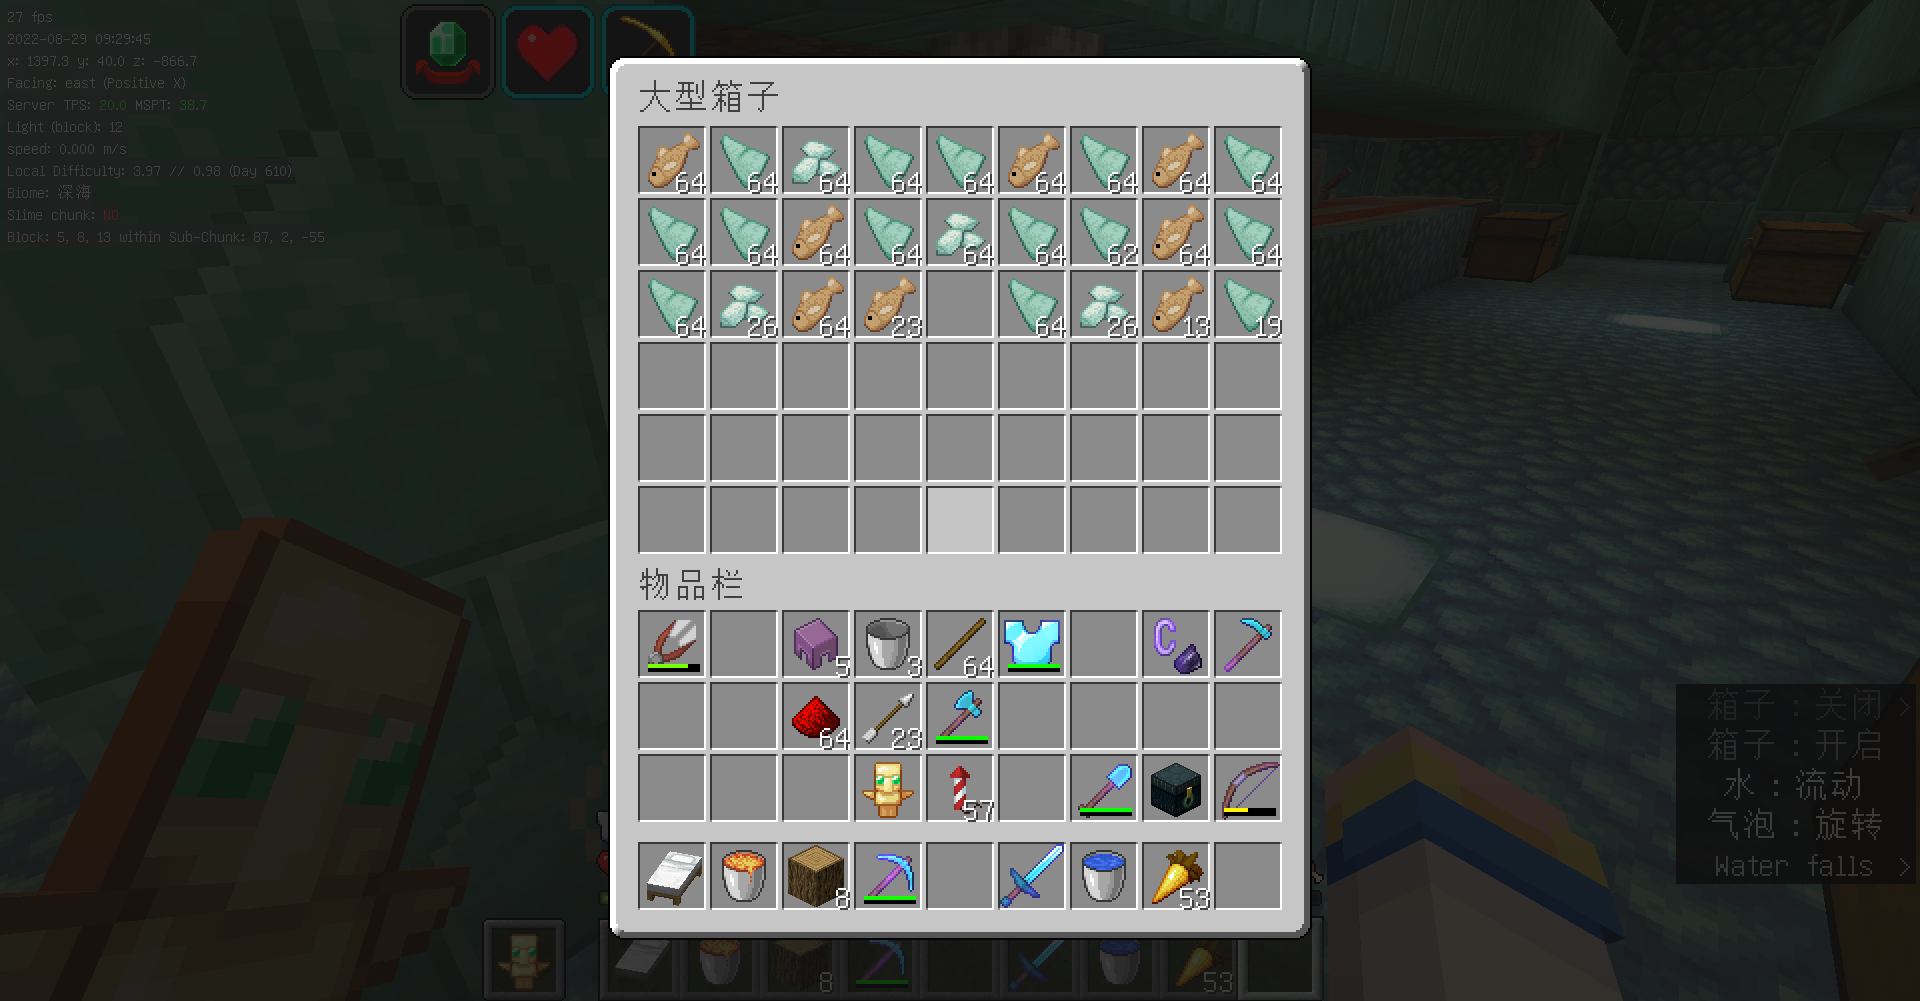 27 fps
2022-08-29 09:29:45
x: 1397.3 y: 40.0 z: -866.7
Facing: east (Positive X)
Server TPS: 20.0 MSPT: 38.7
Light (block): 12
speed: 0.000 m/s
Local Difficulty: 3.97 // 0.98 (Day 610)
Biome: 深海
Slime chunk: NO
Block: 5, 8, 13 within Sub-Chunk: 87, 2, -55
大型箱子
64 64 64 64 64 64 64 64 64
64 64 64 64 64 64 62 64 64
64 26 64 23 64 26 13 19
物品栏
5 3 64
64 23
57
8 53
箱子：关闭 >
箱子：开启
水：流动
气泡：旋转
Water falls >
8 53